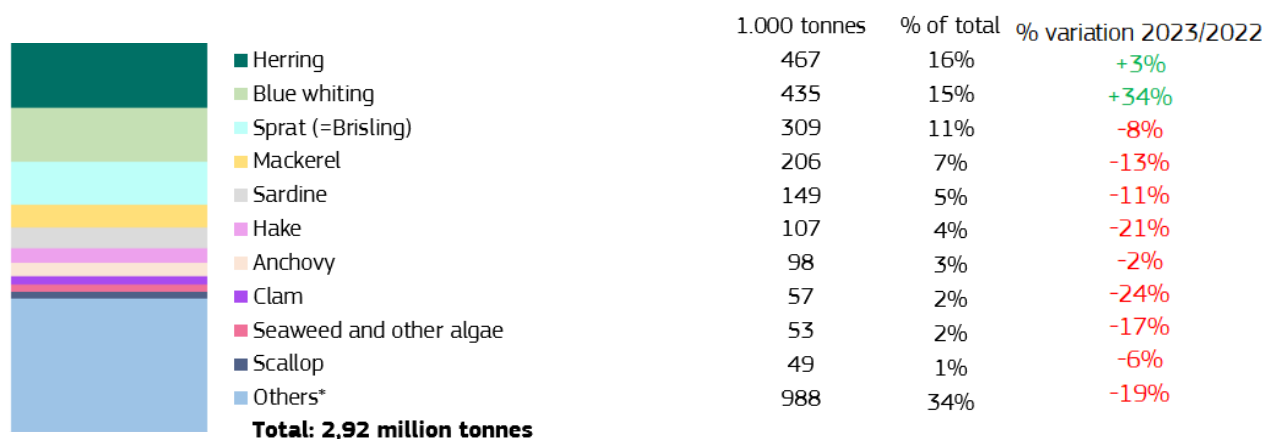 1.000 tonnes % of total % variation 2023/2022
Herring 467 16% +3%
Blue whiting 435 15% +34%
Sprat (=Brisling) 309 11% -8%
Mackerel 206 7% -13%
Sardine 149 5% -11%
Hake 107 4% -21%
Anchovy 98 3% -2%
Clam 57 2% -24%
Seaweed and other algae 53 2% -17%
Scallop 49 1% -6%
Others* 988 34% -19%
Total: 2,92 million tonnes